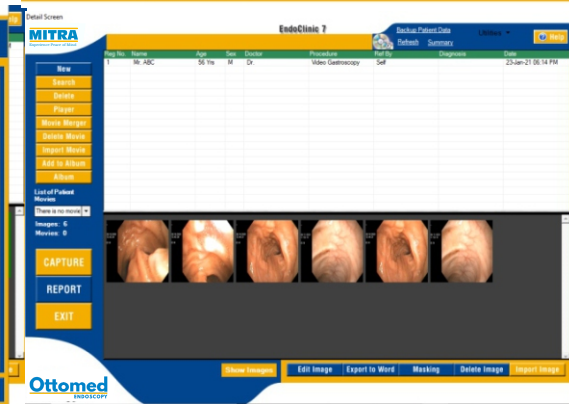 Detail Screen
EndoClinic 7
MITRA
Backup Patient Data
Refresh Summary
Utilities
Help
Reg No. Name Age Sex Doctor Procedure Ref By Diagnosis Date
1 Mr. ABC 56 Yrs M Dr. Video Gastroscopy Self 23-Jan-21 06:14 PM
New
Search
Delete
Player
Movie Merger
Delete Movie
Import Movie
Add to Album
Album
List of Patient
Movies
There is no movie
Images: 6
Movies: 0
CAPTURE
REPORT
EXIT
Show Images Edit Image Export to Word Masking Delete Image Import Image
Ottomed
ENDOSCOPY